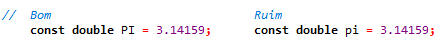 //  Bom                          Ruim
    const double PI = 3.14159;      const double pi = 3.14159;